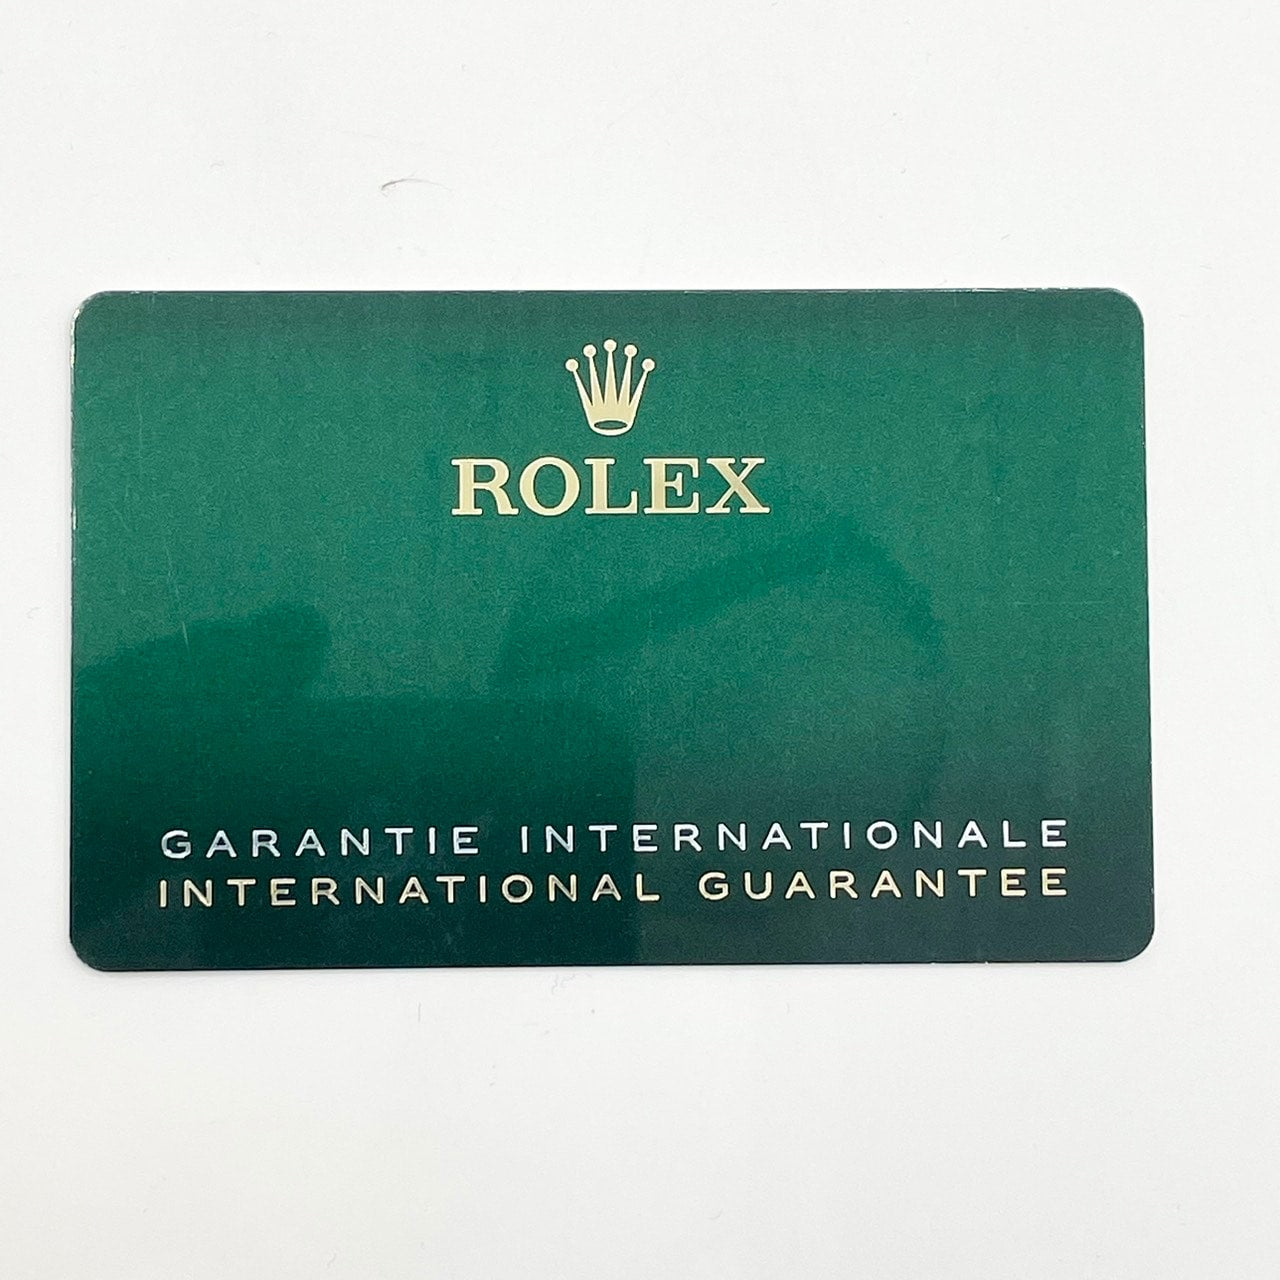 ROLEX
GARANTIE INTERNATIONALE
INTERNATIONAL GUARANTEE